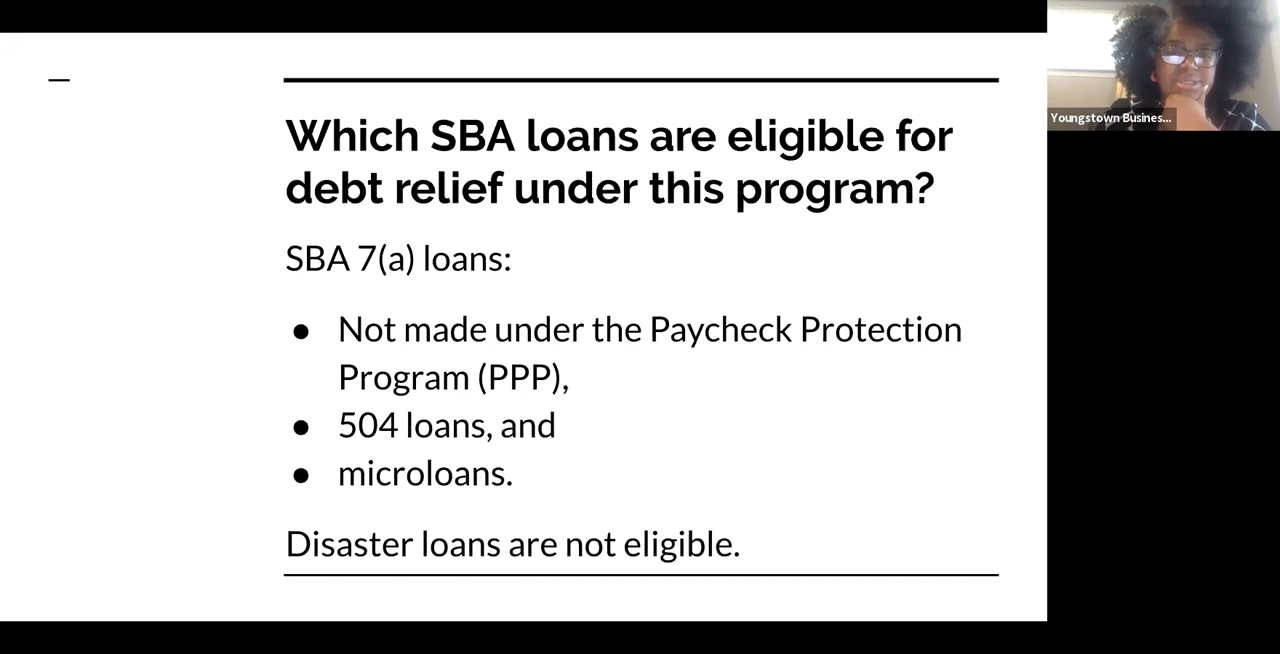 Which SBA loans are eligible for
debt relief under this program?
SBA 7(a) loans:
● Not made under the Paycheck Protection
Program (PPP),
● 504 loans, and
● microloans.
Disaster loans are not eligible.
Youngstown Busines...